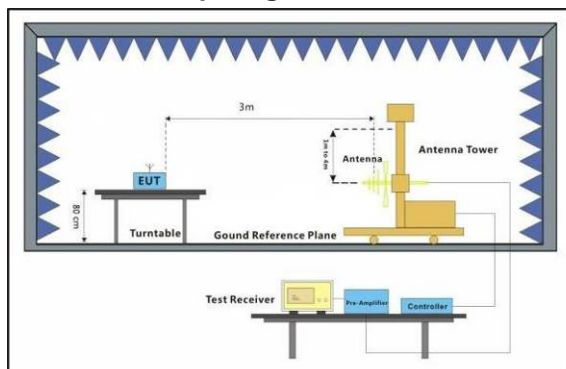 3m
1m to 4m
Antenna
Antenna Tower
EUT
80 cm
Turntable
Gound Reference Plane
Test Receiver
Pre-Amplifier
Controller